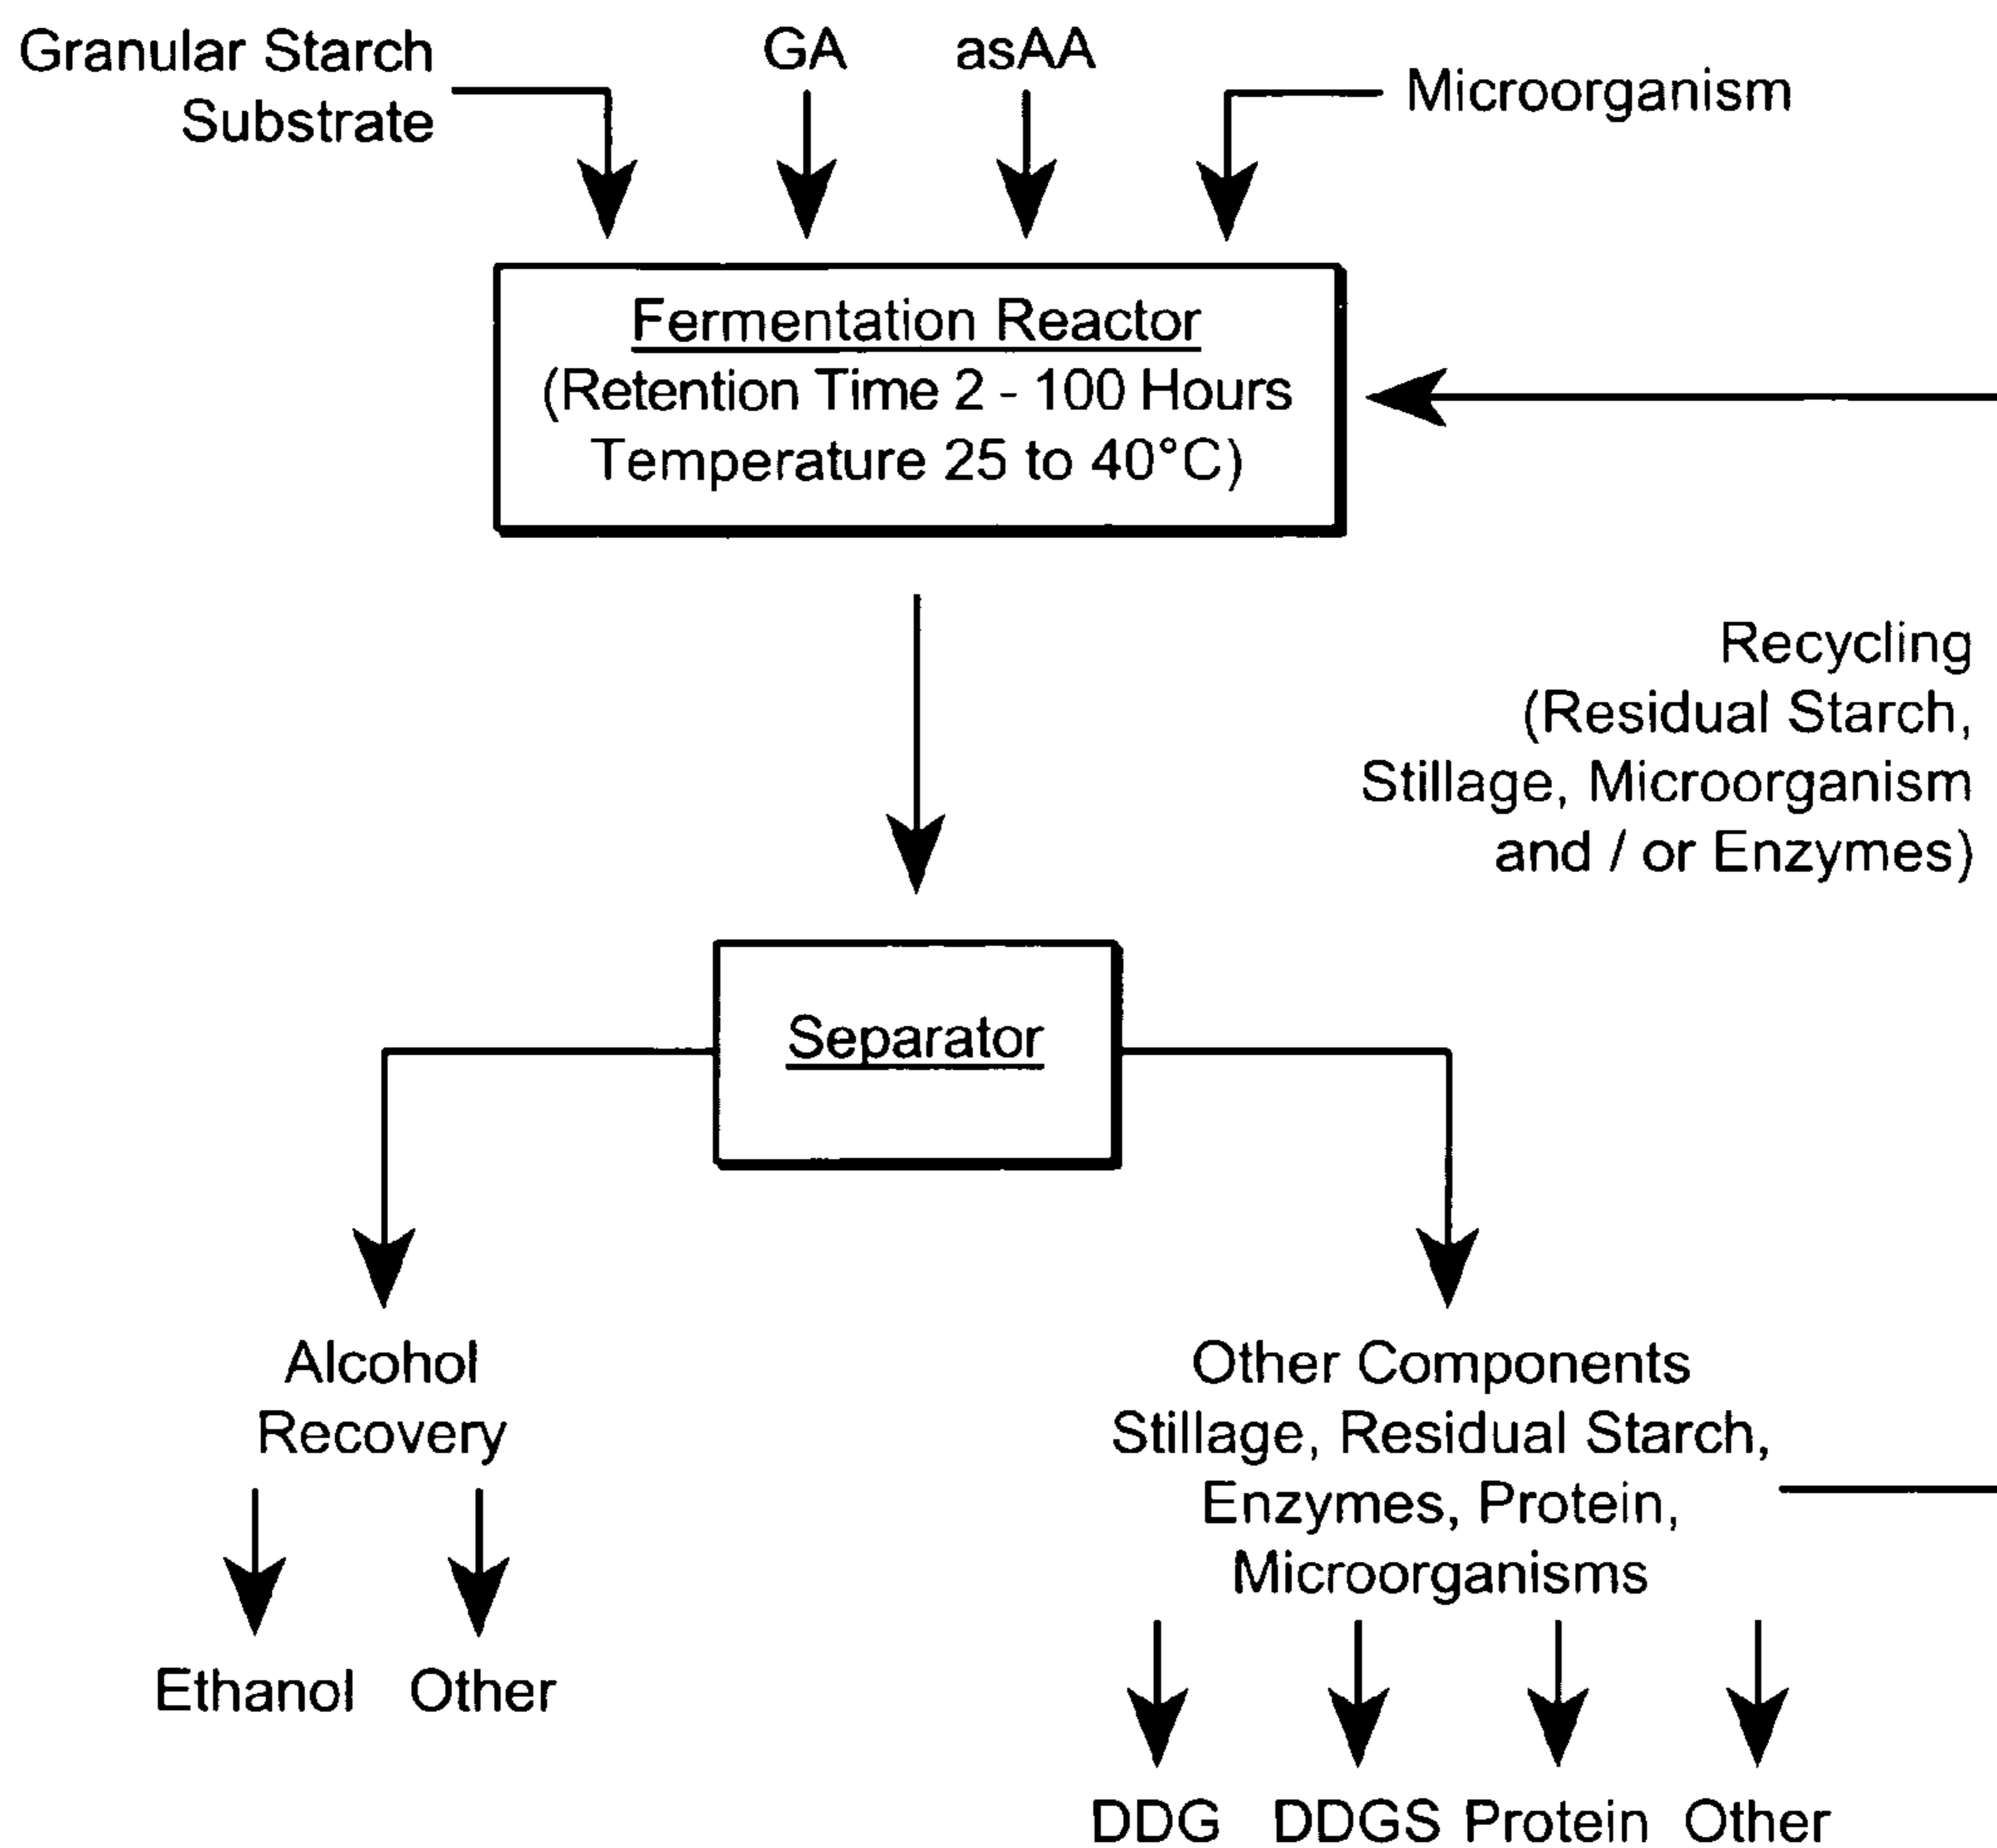 Granular Starch
Substrate
GA
asAA
Microorganism
Fermentation Reactor
(Retention Time 2 - 100 Hours
Temperature 25 to 40°C)
Recycling
(Residual Starch,
Stillage, Microorganism
and / or Enzymes)
Separator
Alcohol
Recovery
Ethanol
Other
Other Components
Stillage, Residual Starch,
Enzymes, Protein,
Microorganisms
DDG
DDGS
Protein
Other